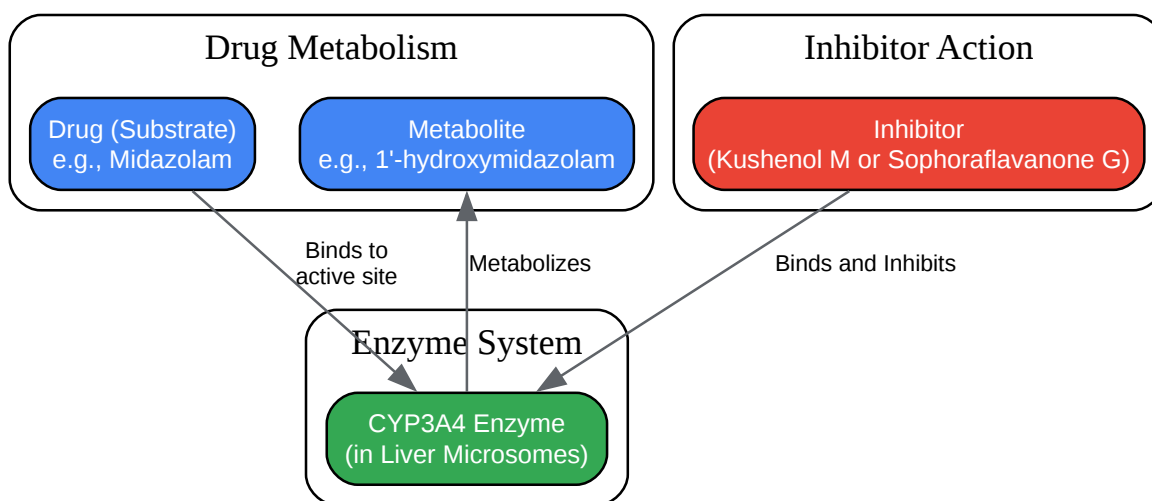 Drug Metabolism
Inhibitor Action
Drug (Substrate)
e.g., Midazolam
Metabolite
e.g., 1'-hydroxymidazolam
Inhibitor
(Kushenol M or Sophoraflavanone G)
Binds to
active site
Metabolizes
Binds and Inhibits
Enzyme System
CYP3A4 Enzyme
(in Liver Microsomes)